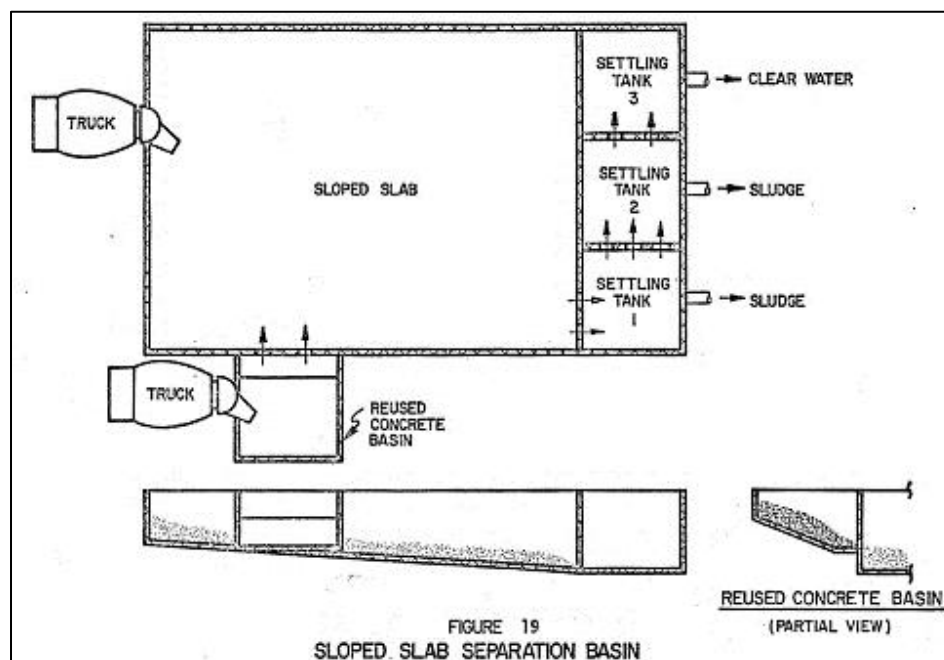 TRUCK
SLOPED SLAB
SETTLING
TANK
3
CLEAR WATER
SETTLING
TANK
2
SLUDGE
SETTLING
TANK
1
SLUDGE
TRUCK
REUSED
CONCRETE
BASIN
REUSED CONCRETE BASIN
(PARTIAL VIEW)
FIGURE 19
SLOPED SLAB SEPARATION BASIN